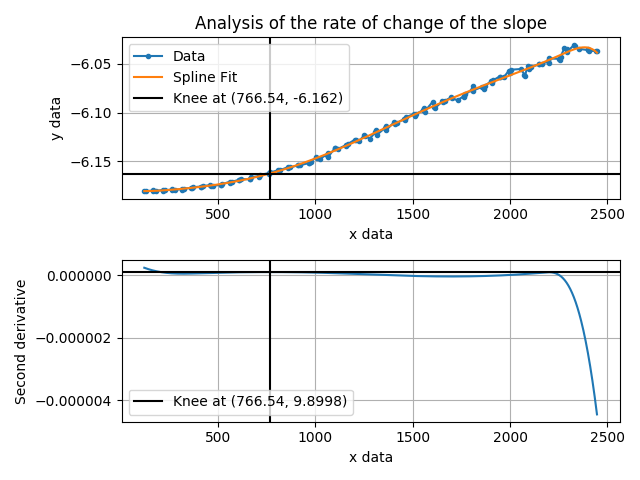 Analysis of the rate of change of the slope
Data
Spline Fit
Knee at (766.54, -6.162)
−6.05
−6.10
−6.15
y data
500
1000
1500
2000
2500
x data
0.000000
−0.000002
−0.000004
Second derivative
Knee at (766.54, 9.8998)
500
1000
1500
2000
2500
x data